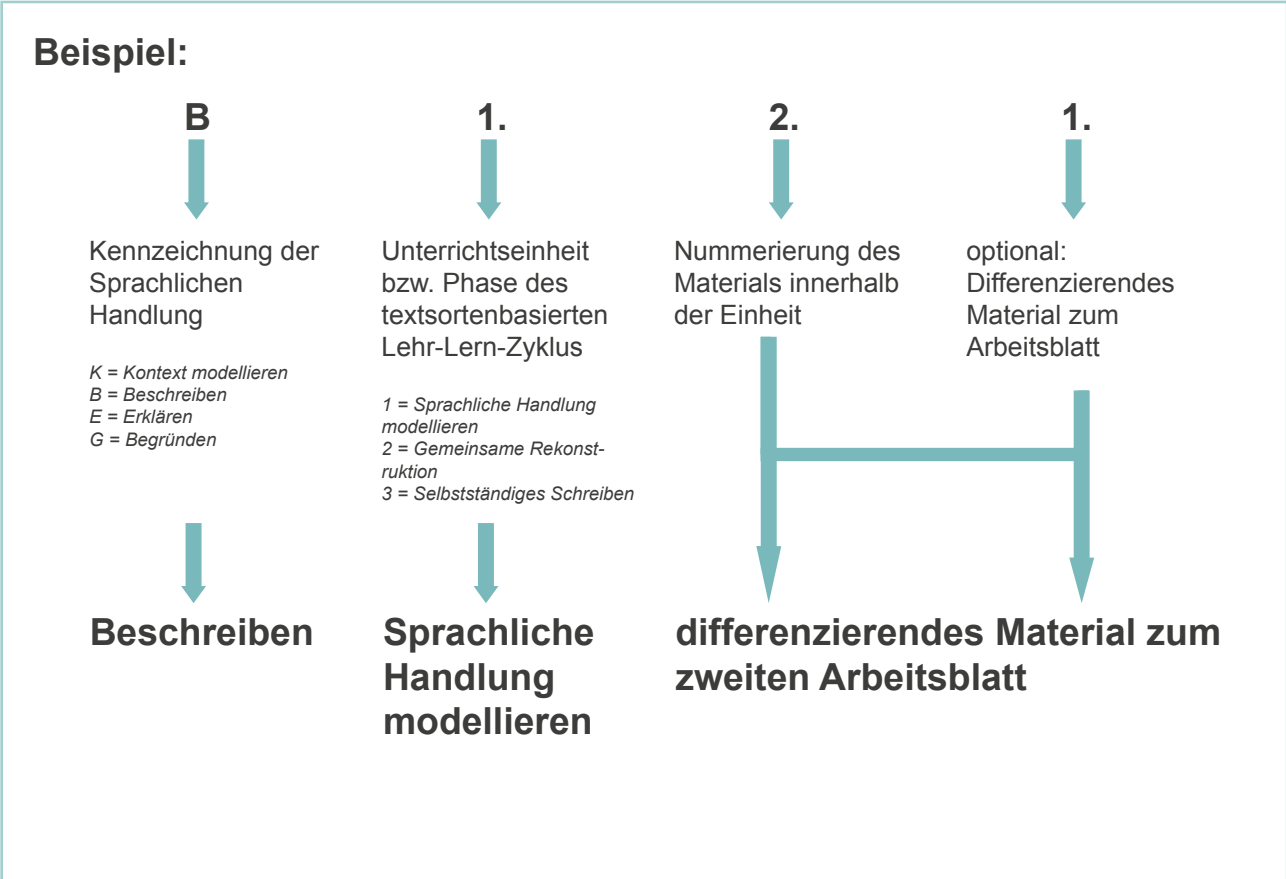 Beispiel:
B
1.
2.
1.
Kennzeichnung der
Sprachlichen
Handlung
K = Kontext modellieren
B = Beschreiben
E = Erklären
G = Begründen
Unterrichtseinheit
bzw. Phase des
textsortenbasierten
Lehr-Lern-Zyklus
1 = Sprachliche Handlung
modellieren
2 = Gemeinsame Rekonst-
ruktion
3 = Selbstständiges Schreiben
Nummerierung des
Materials innerhalb
der Einheit
optional:
Differenzierendes
Material zum
Arbeitsblatt
Beschreiben
Sprachliche
Handlung
modellieren
differenzierendes Material zum
zweiten Arbeitsblatt